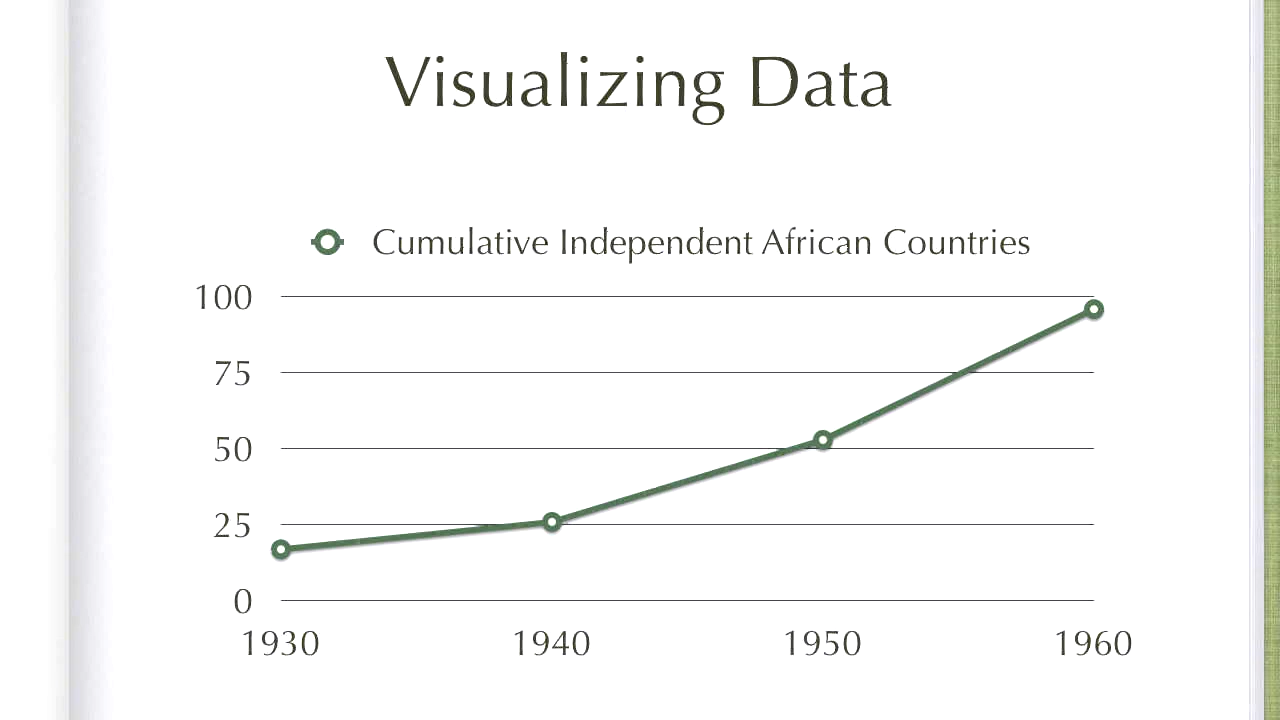 Visualizing Data
Cumulative Independent African Countries
100
75
50
25
0
1930 1940 1950 1960